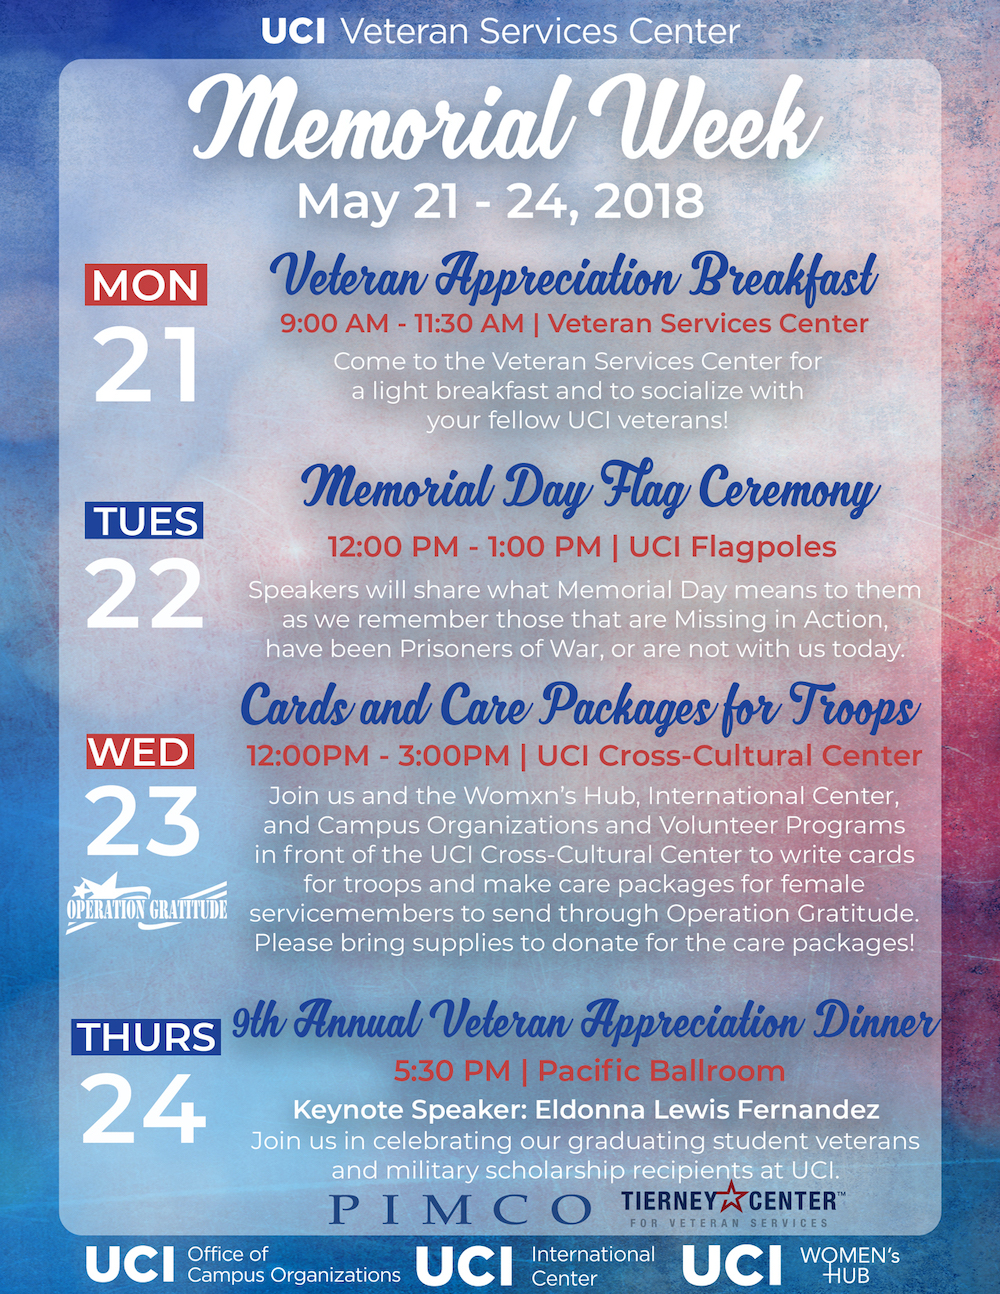 UCI Veteran Services Center
Memorial Week
May 21 - 24, 2018
MON
21
Veteran Appreciation Breakfast
9:00 AM - 11:30 AM | Veteran Services Center
Come to the Veteran Services Center for
a light breakfast and to socialize with
your fellow UCI veterans!
TUES
22
Memorial Day Flag Ceremony
12:00 PM - 1:00 PM | UCI Flagpoles
Speakers will share what Memorial Day means to them
as we remember those that are Missing in Action,
have been Prisoners of War, or are not with us today.
WED
23
OPERATION GRATITUDE
Cards and Care Packages for Troops
12:00PM - 3:00PM | UCI Cross-Cultural Center
Join us and the Womxn's Hub, International Center,
and Campus Organizations and Volunteer Programs
in front of the UCI Cross-Cultural Center to write cards
for troops and make care packages for female
servicemembers to send through Operation Gratitude.
Please bring supplies to donate for the care packages!
THURS
24
9th Annual Veteran Appreciation Dinner
5:30 PM | Pacific Ballroom
Keynote Speaker: Eldonna Lewis Fernandez
Join us in celebrating our graduating student veterans
and military scholarship recipients at UCI.
PIMCO
TIERNEY CENTER™
FOR VETERAN SERVICES
UCI Office of
Campus Organizations
UCI International
Center
UCI WOMEN's
HUB